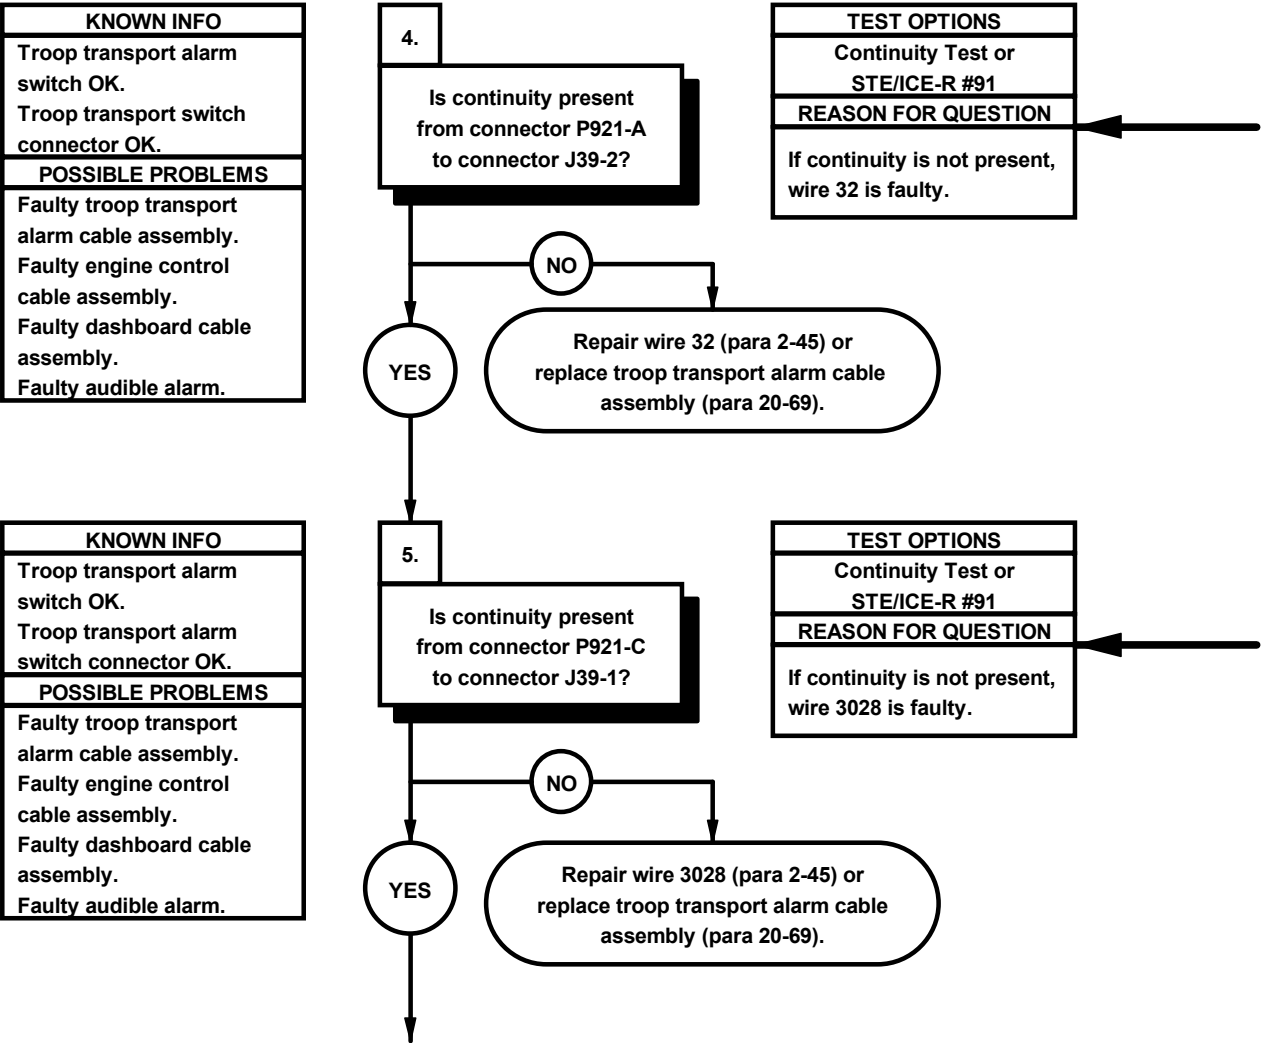 KNOWN INFO
Troop transport alarm
switch OK.
Troop transport switch
connector OK.
POSSIBLE PROBLEMS
Faulty troop transport
alarm cable assembly.
Faulty engine control
cable assembly.
Faulty dashboard cable
assembly.
Faulty audible alarm.
4.
Is continuity present
from connector P921-A
to connector J39-2?
TEST OPTIONS
Continuity Test or
STE/ICE-R #91
REASON FOR QUESTION
If continuity is not present,
wire 32 is faulty.
NO
YES
Repair wire 32 (para 2-45) or
replace troop transport alarm cable
assembly (para 20-69).
KNOWN INFO
Troop transport alarm
switch OK.
Troop transport alarm
switch connector OK.
POSSIBLE PROBLEMS
Faulty troop transport
alarm cable assembly.
Faulty engine control
cable assembly.
Faulty dashboard cable
assembly.
Faulty audible alarm.
5.
Is continuity present
from connector P921-C
to connector J39-1?
TEST OPTIONS
Continuity Test or
STE/ICE-R #91
REASON FOR QUESTION
If continuity is not present,
wire 3028 is faulty.
NO
YES
Repair wire 3028 (para 2-45) or
replace troop transport alarm cable
assembly (para 20-69).